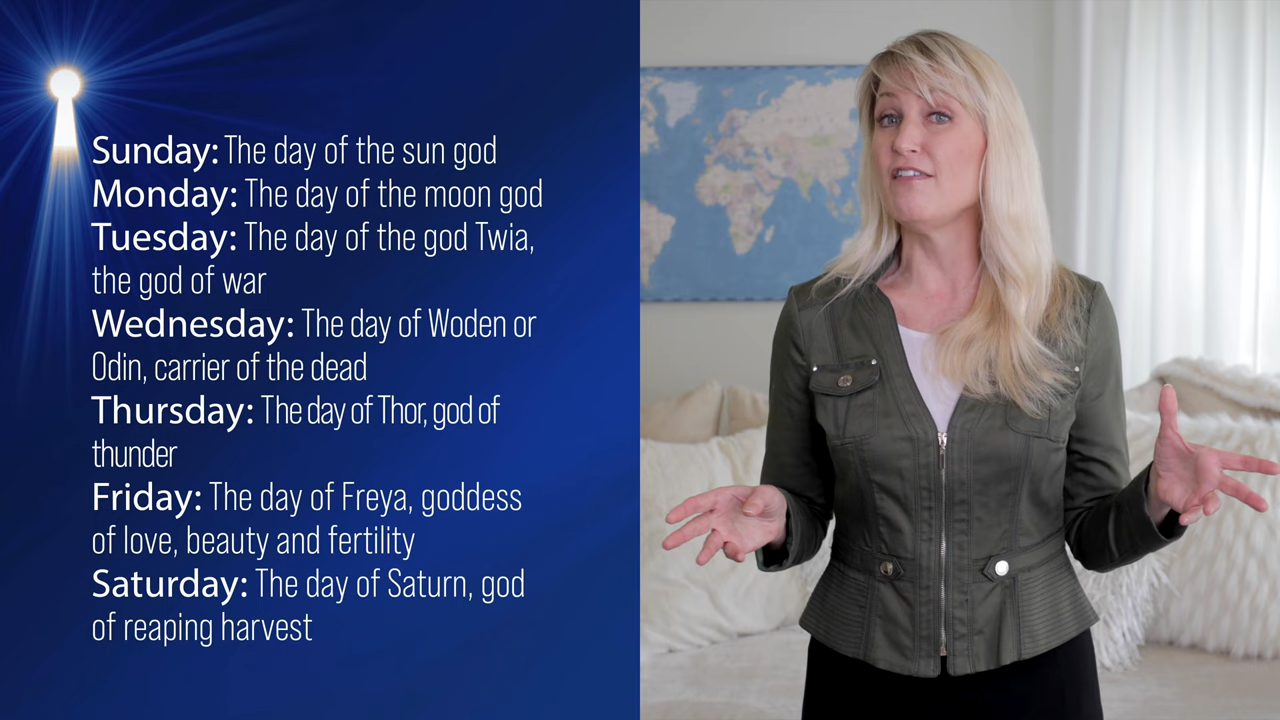 Sunday: The day of the sun god
Monday: The day of the moon god
Tuesday: The day of the god Twia,
the god of war
Wednesday: The day of Woden or
Odin, carrier of the dead
Thursday: The day of Thor, god of
thunder
Friday: The day of Freya, goddess
of love, beauty and fertility
Saturday: The day of Saturn, god
of reaping harvest